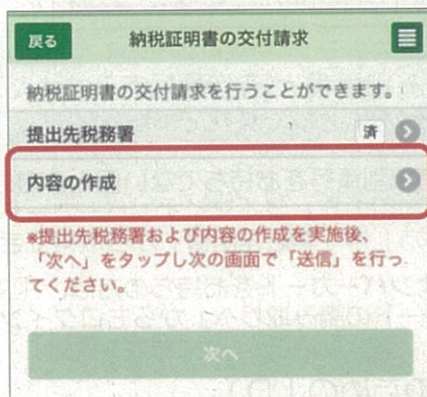 戻る 納税証明書の交付請求
納税証明書の交付請求を行うことができます。
提出先税務署 済
内容の作成
*提出先税務署および内容の作成を実施後、
「次へ」をタップし次の画面で「送信」を行っ
てください。
次へ